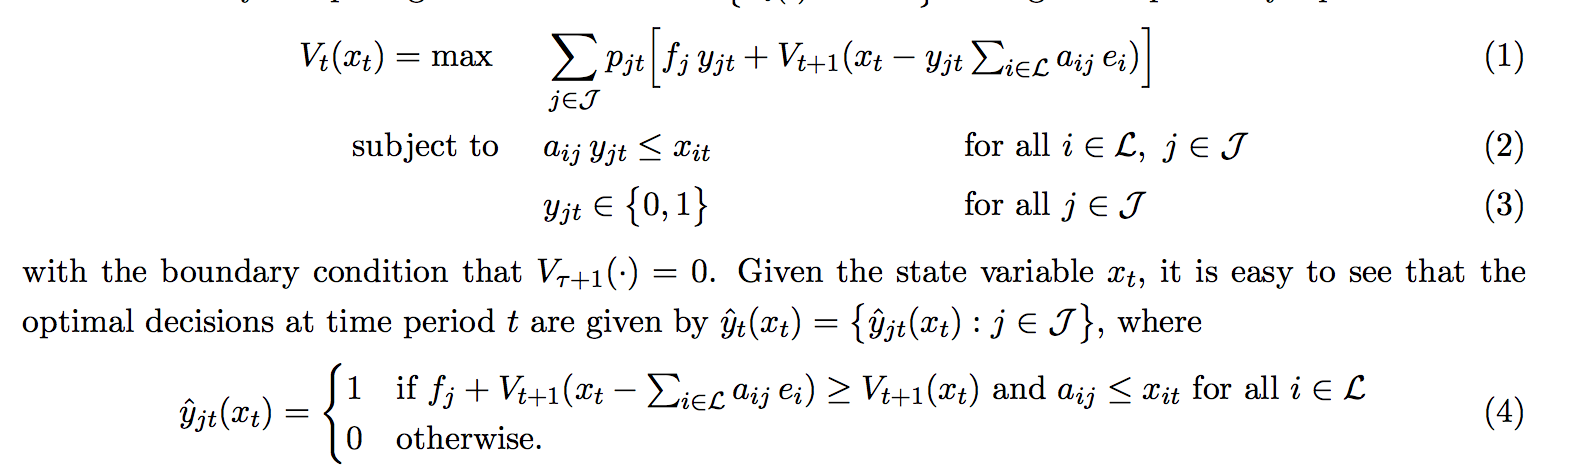 V_t(x_t) = max ∑_{j∈𝒥} p_{jt} [ f_j y_{jt} + V_{t+1}(x_t − y_{jt} ∑_{i∈ℒ} a_{ij} e_i) ] (1)
subject to a_{ij} y_{jt} ≤ x_{it} for all i ∈ ℒ, j ∈ 𝒥 (2)
y_{jt} ∈ {0, 1} for all j ∈ 𝒥 (3)
with the boundary condition that V_{τ+1}(·) = 0. Given the state variable x_t, it is easy to see that the
optimal decisions at time period t are given by ŷ_t(x_t) = {ŷ_{jt}(x_t) : j ∈ 𝒥}, where
ŷ_{jt}(x_t) = { 1 if f_j + V_{t+1}(x_t − ∑_{i∈ℒ} a_{ij} e_i) ≥ V_{t+1}(x_t) and a_{ij} ≤ x_{it} for all i ∈ ℒ
0 otherwise. (4)